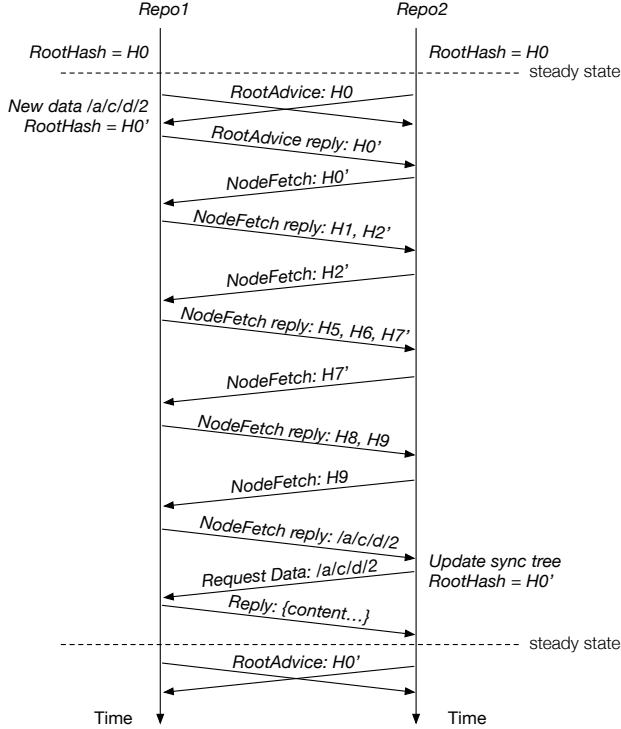 Repo1
Repo2
RootHash = H0
RootHash = H0
steady state
RootAdvice: H0
New data /a/c/d/2
RootHash = H0'
RootAdvice reply: H0'
NodeFetch: H0'
NodeFetch reply: H1, H2'
NodeFetch: H2'
NodeFetch reply: H5, H6, H7'
NodeFetch: H7'
NodeFetch reply: H8, H9
NodeFetch: H9
NodeFetch reply: /a/c/d/2
Update sync tree
RootHash = H0'
Request Data: /a/c/d/2
Reply: {content...}
steady state
RootAdvice: H0'
Time
Time